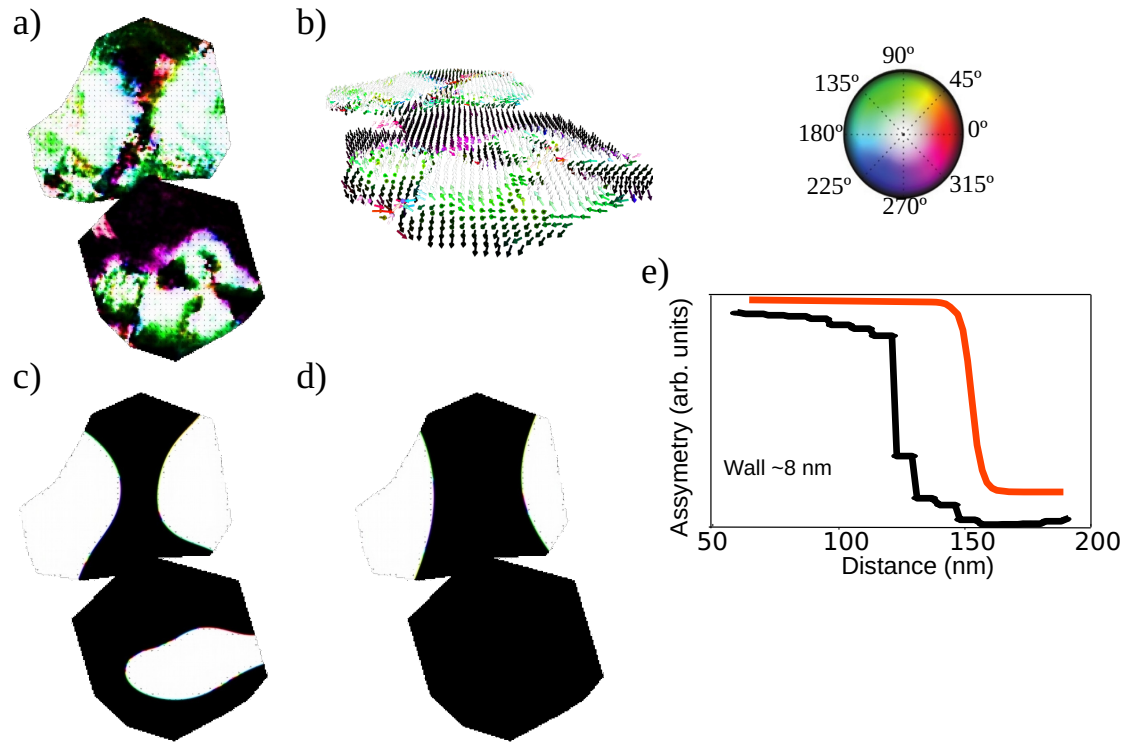 a)
b)
90º
135º
45º
180º
0º
225º
315º
270º
e)
Assymetry (arb. units)
Wall ~8 nm
50
100
150
200
Distance (nm)
c)
d)